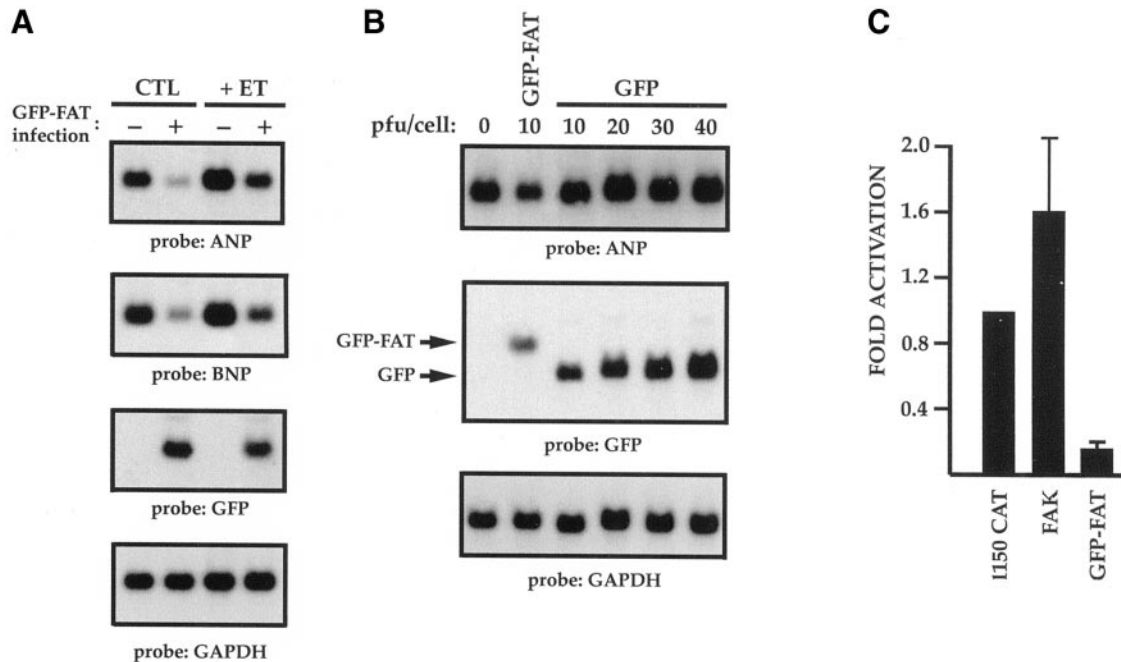 A
CTL + ET
GFP-FAT
infection :
− + − +
probe: ANP
probe: BNP
probe: GFP
probe: GAPDH
B
GFP-FAT
GFP
pfu/cell: 0 10 10 20 30 40
probe: ANP
GFP-FAT
GFP
probe: GFP
probe: GAPDH
C
FOLD ACTIVATION
2.0
1.6
1.2
0.8
0.4
1150 CAT
FAK
GFP-FAT